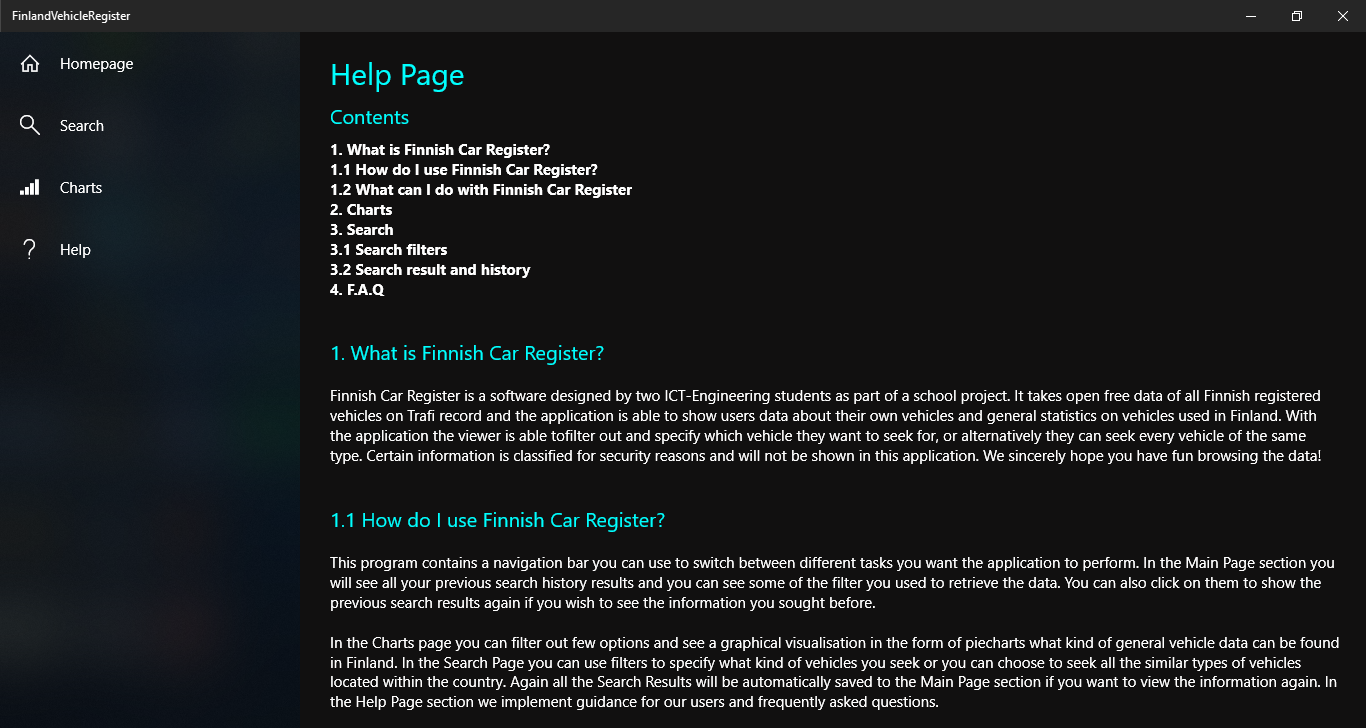 FinlandVehicleRegister
Homepage
Search
Charts
Help
Help Page
Contents
1. What is Finnish Car Register?
1.1 How do I use Finnish Car Register?
1.2 What can I do with Finnish Car Register
2. Charts
3. Search
3.1 Search filters
3.2 Search result and history
4. F.A.Q
1. What is Finnish Car Register?
Finnish Car Register is a software designed by two ICT-Engineering students as part of a school project. It takes open free data of all Finnish registered
vehicles on Trafi record and the application is able to show users data about their own vehicles and general statistics on vehicles used in Finland. With
the application the viewer is able tofilter out and specify which vehicle they want to seek for, or alternatively they can seek every vehicle of the same
type. Certain information is classified for security reasons and will not be shown in this application. We sincerely hope you have fun browsing the data!
1.1 How do I use Finnish Car Register?
This program contains a navigation bar you can use to switch between different tasks you want the application to perform. In the Main Page section you
will see all your previous search history results and you can see some of the filter you used to retrieve the data. You can also click on them to show the
previous search results again if you wish to see the information you sought before.
In the Charts page you can filter out few options and see a graphical visualisation in the form of piecharts what kind of general vehicle data can be found
in Finland. In the Search Page you can use filters to specify what kind of vehicles you seek or you can choose to seek all the similar types of vehicles
located within the country. Again all the Search Results will be automatically saved to the Main Page section if you want to view the information again. In
the Help Page section we implement guidance for our users and frequently asked questions.